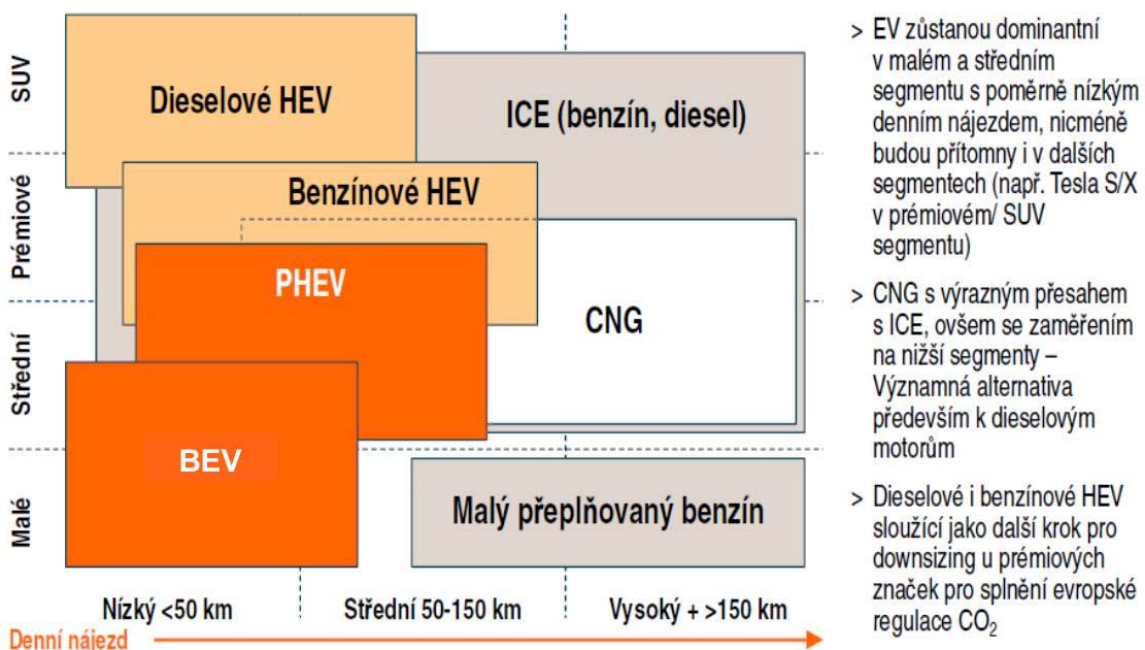 SUV
Prémiové
Střední
Malé
Dieselové HEV
ICE (benzín, diesel)
Benzínové HEV
PHEV
CNG
BEV
Malý přeplňovaný benzín
Nízký <50 km
Střední 50-150 km
Vysoký + >150 km
Denní nájezd
> EV zůstanou dominantní
v malém a středním
segmentu s poměrně nízkým
denním nájezdem, nicméně
budou přítomny i v dalších
segmentech (např. Tesla S/X
v prémiovém/ SUV
segmentu)
> CNG s výrazným přesahem
s ICE, ovšem se zaměřením
na nižší segmenty –
Významná alternativa
především k dieselovým
motorům
> Dieselové i benzínové HEV
sloužící jako další krok pro
downsizing u prémiových
značek pro splnění evropské
regulace CO₂